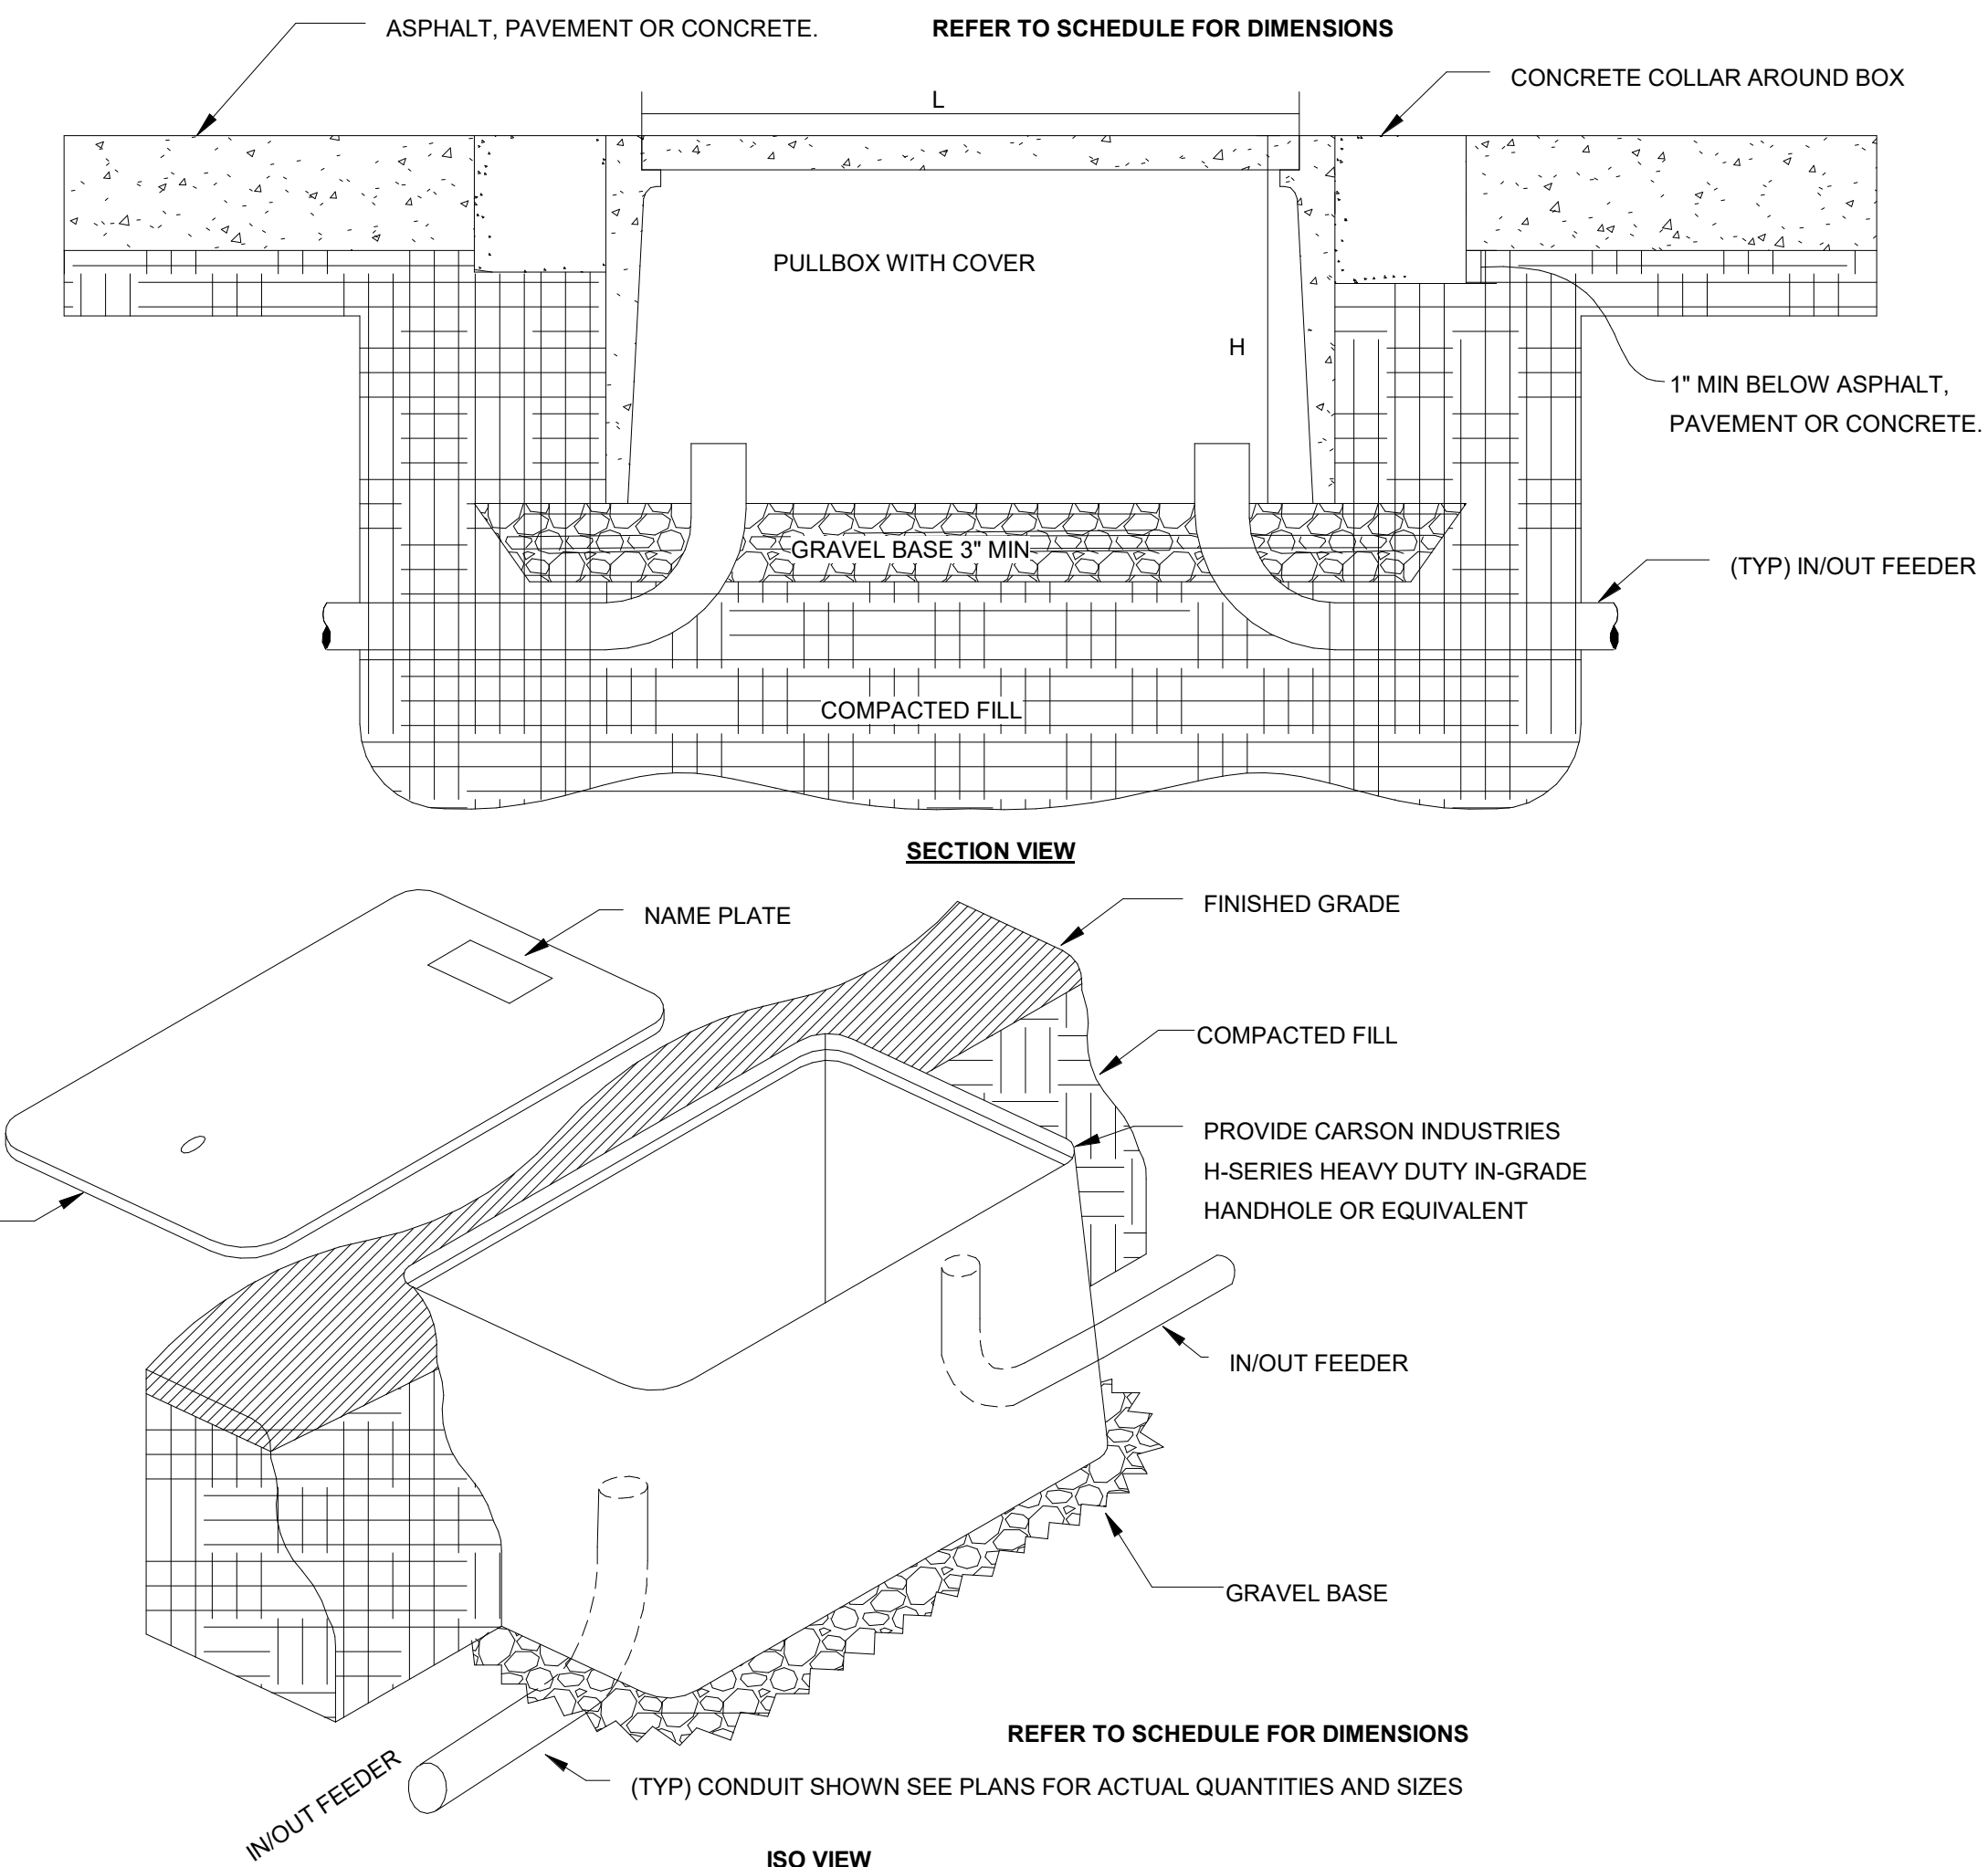 ASPHALT, PAVEMENT OR CONCRETE.
REFER TO SCHEDULE FOR DIMENSIONS
CONCRETE COLLAR AROUND BOX
L
PULLBOX WITH COVER
H
1" MIN BELOW ASPHALT,
PAVEMENT OR CONCRETE.
GRAVEL BASE 3" MIN
(TYP) IN/OUT FEEDER
COMPACTED FILL
SECTION VIEW
NAME PLATE
FINISHED GRADE
COMPACTED FILL
PROVIDE CARSON INDUSTRIES
H-SERIES HEAVY DUTY IN-GRADE
HANDHOLE OR EQUIVALENT
IN/OUT FEEDER
GRAVEL BASE
REFER TO SCHEDULE FOR DIMENSIONS
(TYP) CONDUIT SHOWN SEE PLANS FOR ACTUAL QUANTITIES AND SIZES
IN/OUT FEEDER
ISO VIEW